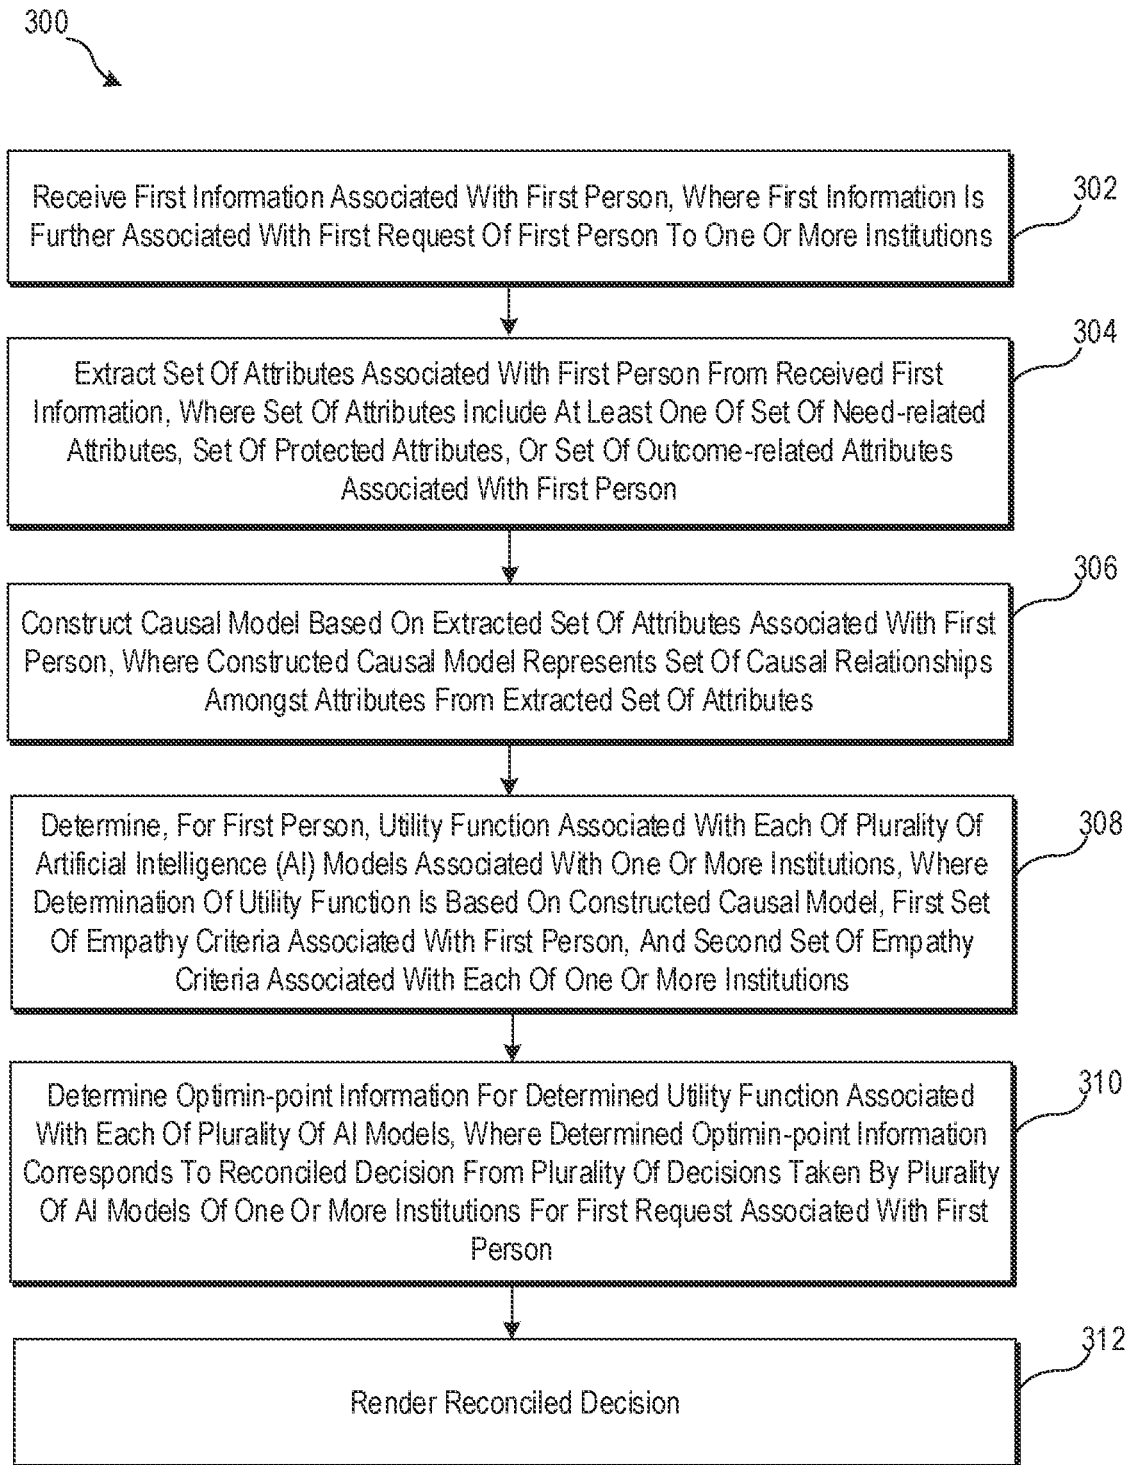 300
Receive First Information Associated With First Person, Where First Information Is
Further Associated With First Request Of First Person To One Or More Institutions
302
Extract Set Of Attributes Associated With First Person From Received First
Information, Where Set Of Attributes Include At Least One Of Set Of Need-related
Attributes, Set Of Protected Attributes, Or Set Of Outcome-related Attributes
Associated With First Person
304
Construct Causal Model Based On Extracted Set Of Attributes Associated With First
Person, Where Constructed Causal Model Represents Set Of Causal Relationships
Amongst Attributes From Extracted Set Of Attributes
306
Determine, For First Person, Utility Function Associated With Each Of Plurality Of
Artificial Intelligence (AI) Models Associated With One Or More Institutions, Where
Determination Of Utility Function Is Based On Constructed Causal Model, First Set
Of Empathy Criteria Associated With First Person, And Second Set Of Empathy
Criteria Associated With Each Of One Or More Institutions
308
Determine Optimin-point Information For Determined Utility Function Associated
With Each Of Plurality Of AI Models, Where Determined Optimin-point Information
Corresponds To Reconciled Decision From Plurality Of Decisions Taken By Plurality
Of AI Models Of One Or More Institutions For First Request Associated With First
Person
310
Render Reconciled Decision
312